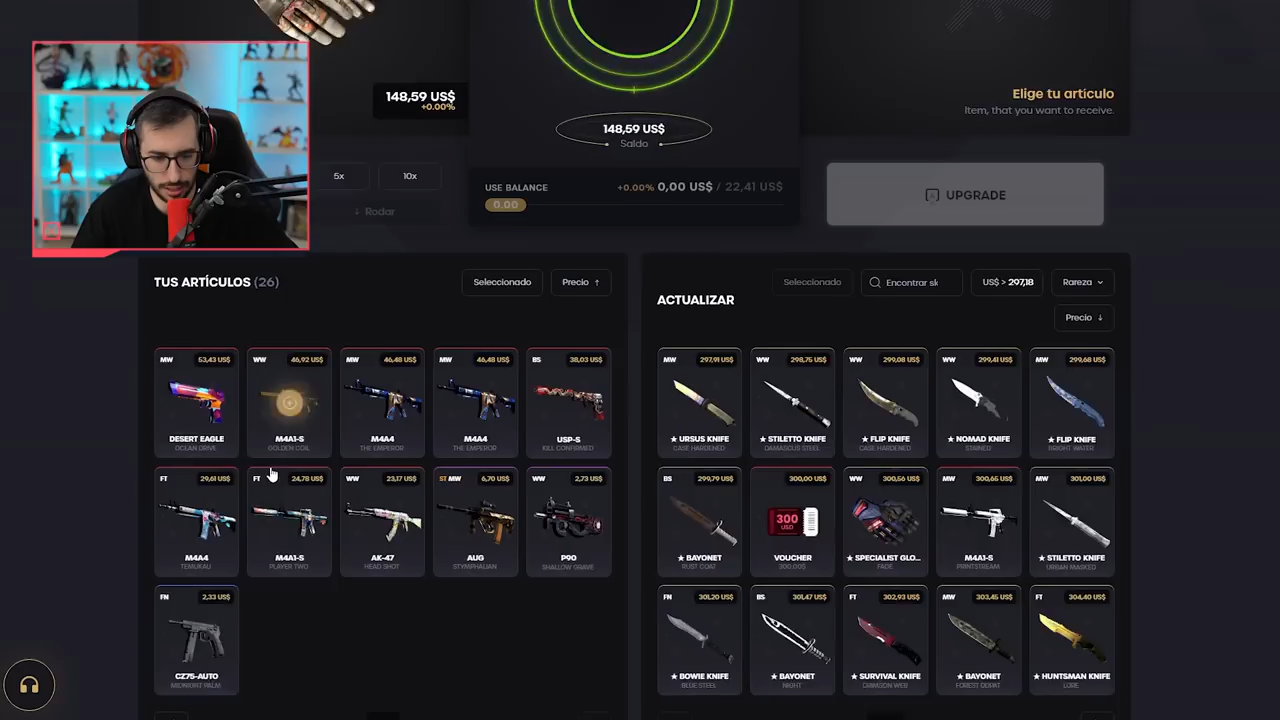 148,59 US$
+0.00%
148,59 US$
Saldo
Elige tu artículo
Item, that you want to receive.
5x
10x
Rodar
USE BALANCE
+0.00% 0,00 US$ / 22,41 US$
0.00
UPGRADE
TUS ARTÍCULOS (26)
Seleccionado
Precio ↑
ACTUALIZAR
Seleccionado
Encontrar sk
US$ > 297,18
Rareza
Precio ↓
MW 53,43 US$
DESERT EAGLE
OCEAN DRIVE
WW 46,92 US$
M4A1-S
GOLDEN COIL
MW 46,48 US$
M4A4
THE EMPEROR
MW 46,48 US$
M4A4
THE EMPEROR
BS 38,03 US$
USP-S
KILL CONFIRMED
FT 29,61 US$
M4A4
TEMUKAU
FT 24,78 US$
M4A1-S
PLAYER TWO
WW 23,17 US$
AK-47
HEAD SHOT
ST MW 6,70 US$
AUG
STYMPHALIAN
WW 2,73 US$
P90
SHALLOW GRAVE
FN 2,33 US$
CZ75-AUTO
MIDNIGHT PALM
MW 297,91 US$
★ URSUS KNIFE
CASE HARDENED
WW 298,75 US$
★ STILETTO KNIFE
DAMASCUS STEEL
WW 299,08 US$
★ FLIP KNIFE
CASE HARDENED
WW 299,41 US$
★ NOMAD KNIFE
STAINED
MW 299,68 US$
★ FLIP KNIFE
BRIGHT WATER
BS 299,79 US$
★ BAYONET
RUST COAT
300,00 US$
300
USD
VOUCHER
300.00$
WW 300,56 US$
★ SPECIALIST GLO...
FADE
MW 300,65 US$
M4A1-S
PRINTSTREAM
MW 301,00 US$
★ STILETTO KNIFE
URBAN MASKED
FN 301,20 US$
★ BOWIE KNIFE
BLUE STEEL
BS 301,47 US$
★ BAYONET
NIGHT
FT 302,93 US$
★ SURVIVAL KNIFE
CRIMSON WEB
MW 303,45 US$
★ BAYONET
FOREST DDPAT
FT 304,40 US$
★ HUNTSMAN KNIFE
LORE